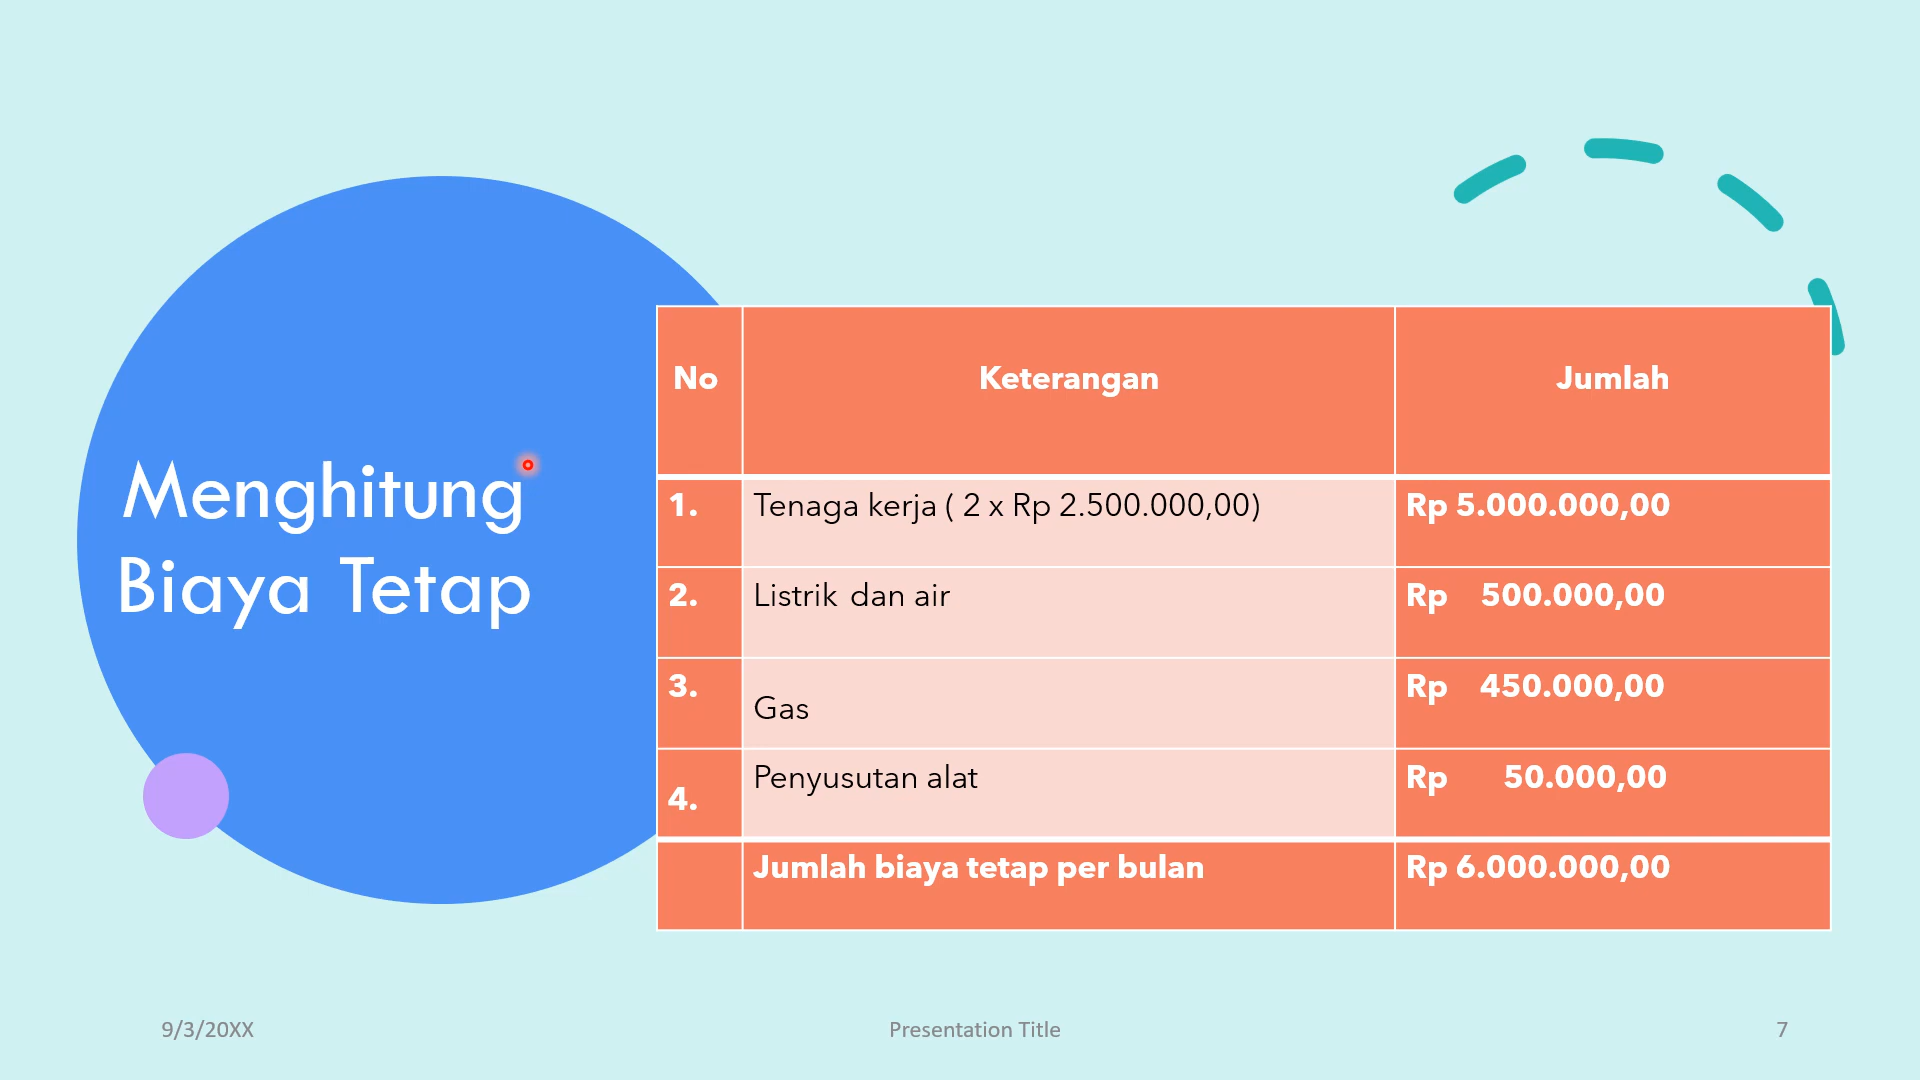 Menghitung
Biaya Tetap
No Keterangan Jumlah
1. Tenaga kerja ( 2 x Rp 2.500.000,00) Rp 5.000.000,00
2. Listrik dan air Rp 500.000,00
3. Gas Rp 450.000,00
4. Penyusutan alat Rp 50.000,00
Jumlah biaya tetap per bulan Rp 6.000.000,00
9/3/20XX Presentation Title 7